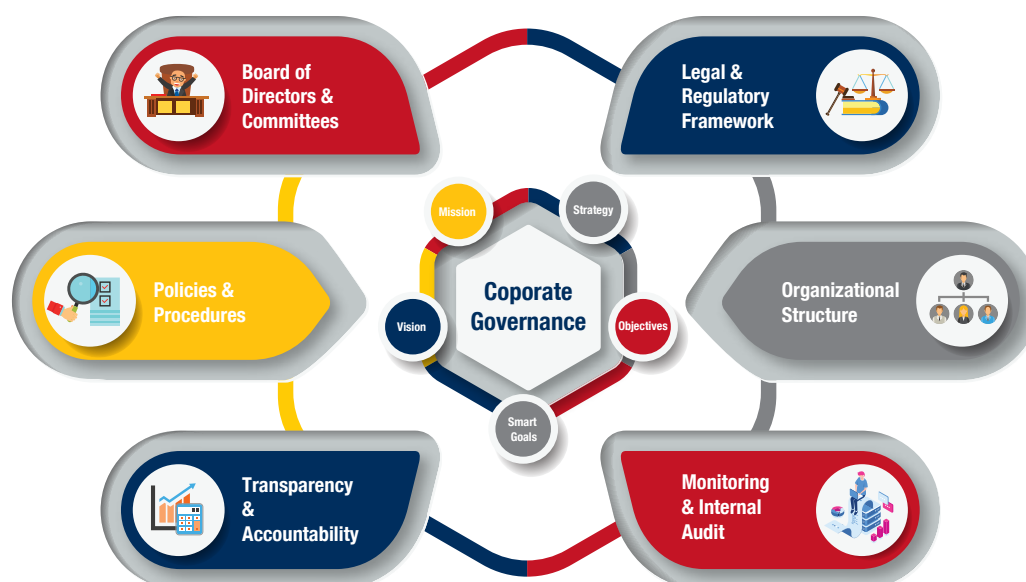 Board of
Directors &
Committees
Legal &
Regulatory
Framework
Mission
Strategy
Policies &
Procedures
Coporate
Governance
Organizational
Structure
Vision
Objectives
Smart
Goals
Transparency
&
Accountability
Monitoring
& Internal
Audit